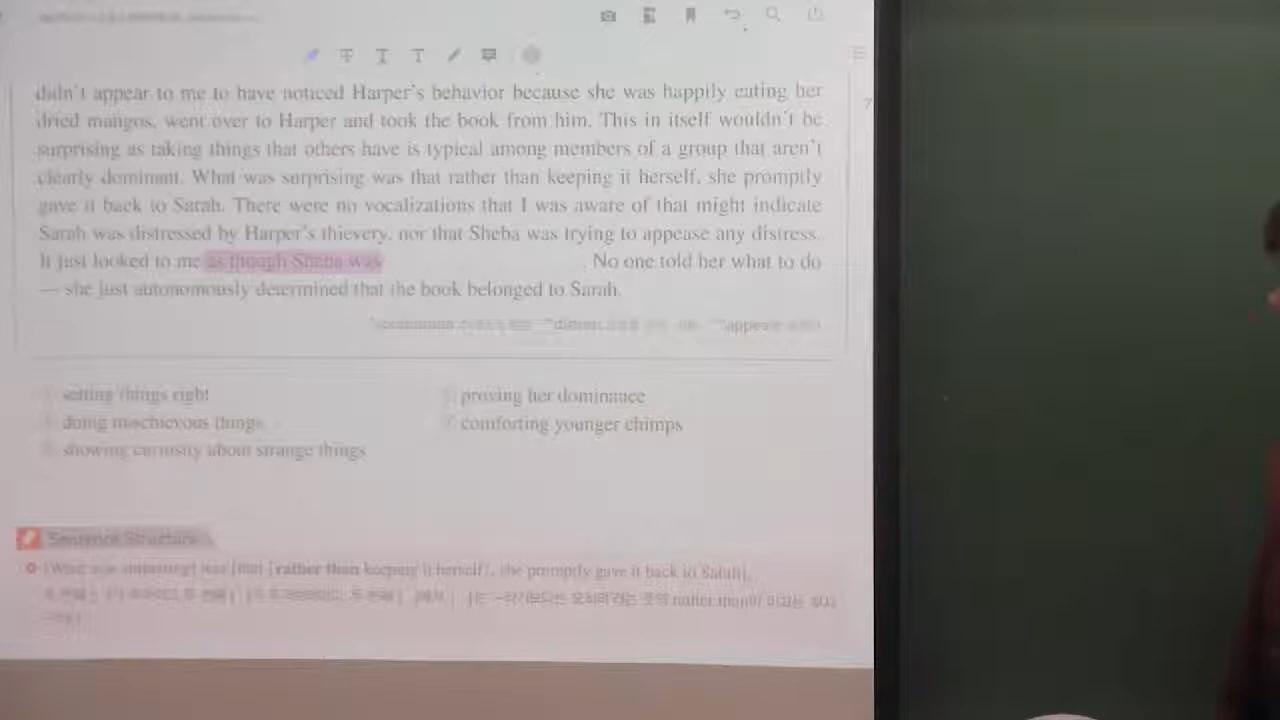 didn't appear to me to have noticed Harper's behavior because she was happily eating her
dried mangos, went over to Harper and took the book from him. This in itself wouldn't be
surprising as taking things that others have is typical among members of a group that aren't
clearly dominant. What was surprising was that rather than keeping it herself, she promptly
gave it back to Sarah. There were no vocalizations that I was aware of that might indicate
Sarah was distressed by Harper's thievery, nor that Sheba was trying to appease any distress.
It just looked to me as though Sheba was . No one told her what to do
— she just autonomously determined that the book belonged to Sarah.
setting things right
proving her dominance
doing mischievous things
comforting younger chimps
showing curiosity about strange things
Sentence Structure
[What was surprising] was [that [rather than keeping it herself], she promptly gave it back to Sarah].